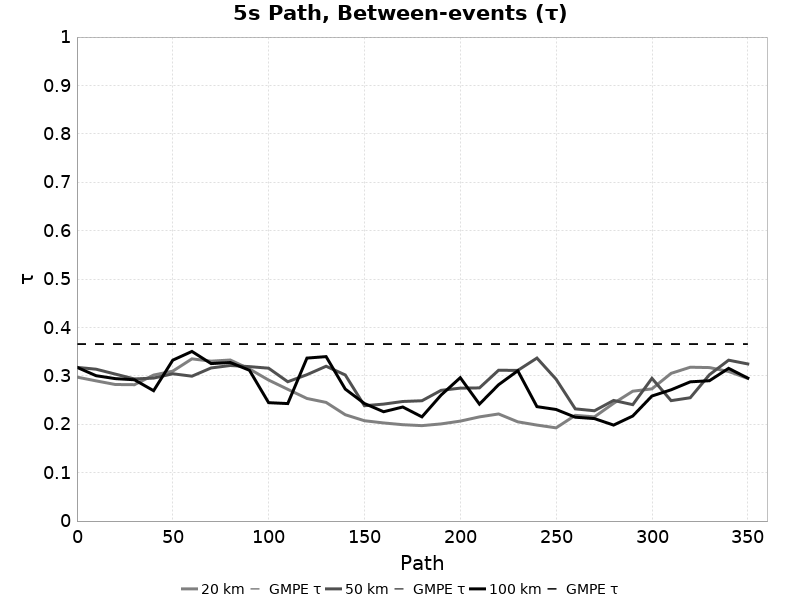 5s Path, Between-events (τ)
1
0.9
0.8
0.7
0.6
0.5
0.4
0.3
0.2
0.1
0
τ
0 50 100 150 200 250 300 350
Path
20 km GMPE τ 50 km GMPE τ 100 km GMPE τ